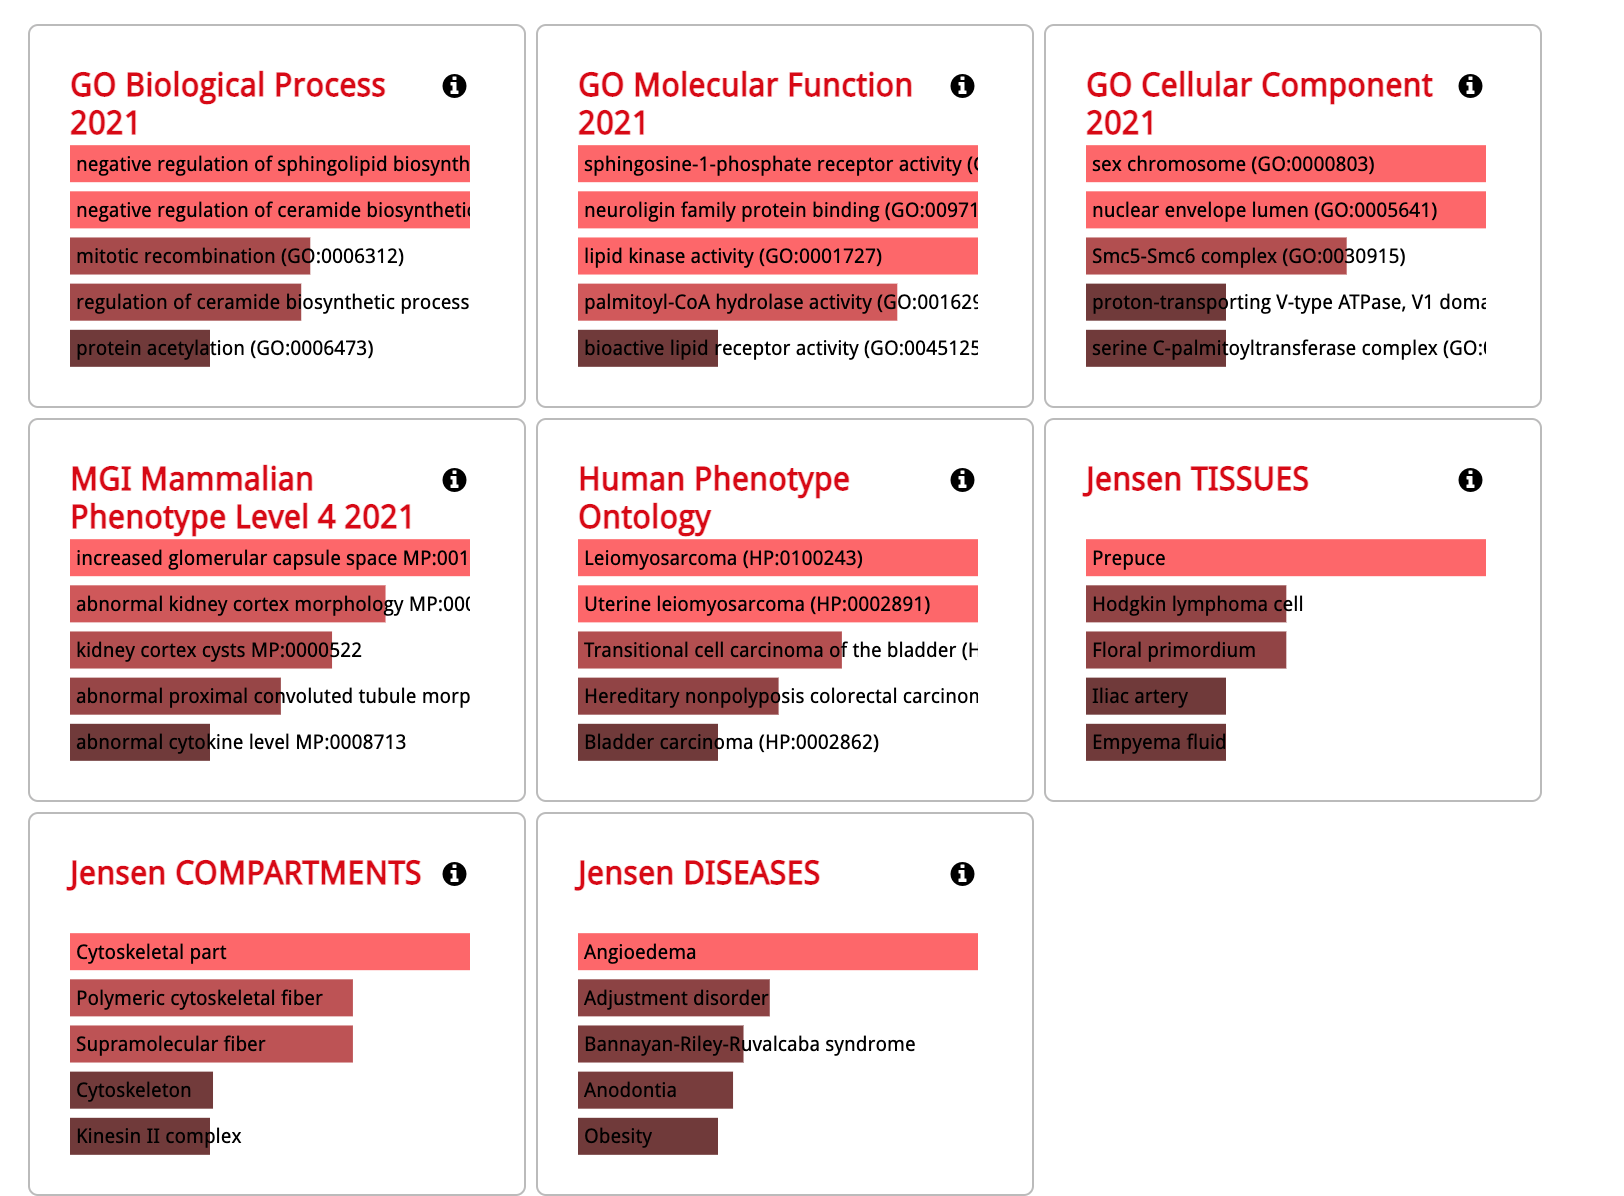 GO Biological Process
2021
negative regulation of sphingolipid biosynth
negative regulation of ceramide biosynthetic
mitotic recombination (GO:0006312)
regulation of ceramide biosynthetic process
protein acetylation (GO:0006473)
GO Molecular Function
2021
sphingosine-1-phosphate receptor activity (G
neuroligin family protein binding (GO:00971
lipid kinase activity (GO:0001727)
palmitoyl-CoA hydrolase activity (GO:001629
bioactive lipid receptor activity (GO:0045125
GO Cellular Component
2021
sex chromosome (GO:0000803)
nuclear envelope lumen (GO:0005641)
Smc5-Smc6 complex (GO:0030915)
proton-transporting V-type ATPase, V1 doma
serine C-palmitoyltransferase complex (GO:0
MGI Mammalian
Phenotype Level 4 2021
increased glomerular capsule space MP:001
abnormal kidney cortex morphology MP:000
kidney cortex cysts MP:0000522
abnormal proximal convoluted tubule morp
abnormal cytokine level MP:0008713
Human Phenotype
Ontology
Leiomyosarcoma (HP:0100243)
Uterine leiomyosarcoma (HP:0002891)
Transitional cell carcinoma of the bladder (H
Hereditary nonpolyposis colorectal carcinom
Bladder carcinoma (HP:0002862)
Jensen TISSUES
Prepuce
Hodgkin lymphoma cell
Floral primordium
Iliac artery
Empyema fluid
Jensen COMPARTMENTS
Cytoskeletal part
Polymeric cytoskeletal fiber
Supramolecular fiber
Cytoskeleton
Kinesin II complex
Jensen DISEASES
Angioedema
Adjustment disorder
Bannayan-Riley-Ruvalcaba syndrome
Anodontia
Obesity